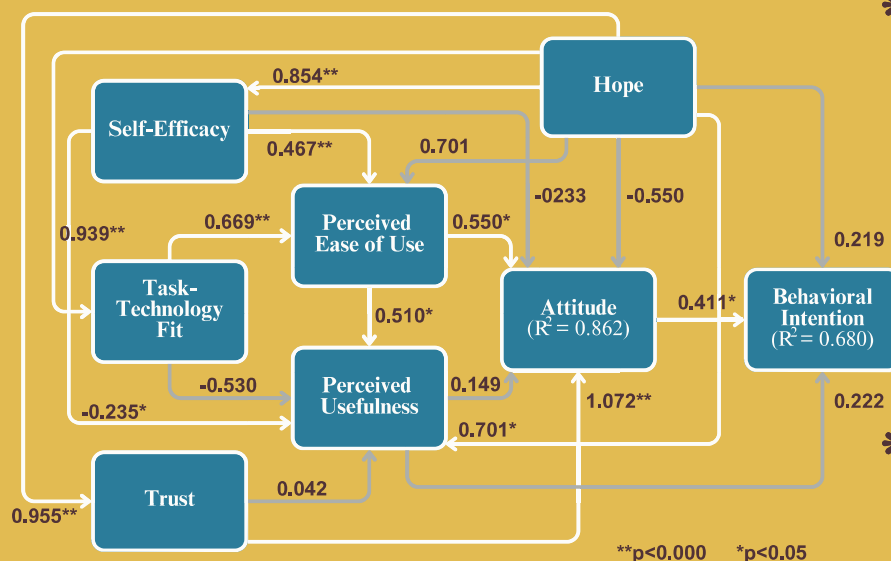 *
0.854**
Hope
Self-Efficacy
0.467**
0.701
-0233
-0.550
0.939**
0.669**
Perceived
Ease of Use
0.550*
0.219
Task-
Technology
Fit
0.510*
Attitude
(R² = 0.862)
0.411*
Behavioral
Intention
(R² = 0.680)
-0.530
Perceived
Usefulness
0.149
1.072**
0.222
-0.235*
0.701*
*
Trust
0.042
0.955**
**p<0.000 *p<0.05